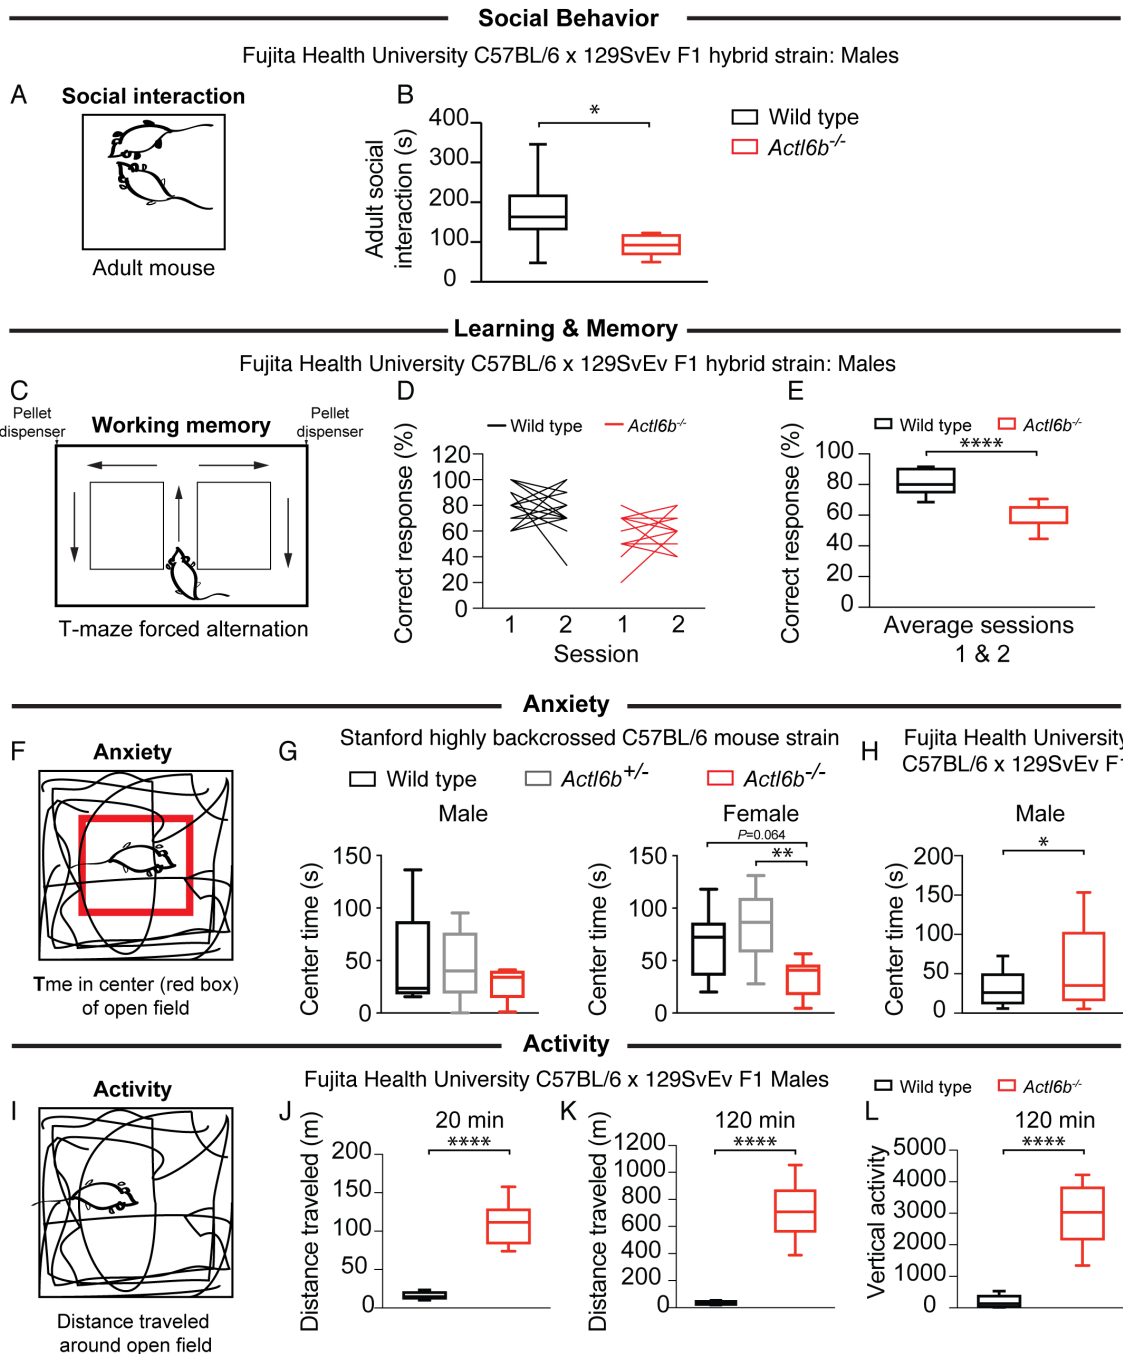 Social Behavior
Fujita Health University C57BL/6 x 129SvEv F1 hybrid strain: Males
A
Social interaction
Adult mouse
B
Adult social
interaction (s)
400
300
200
100
0
*
Wild type
Actl6b-/-
Learning & Memory
Fujita Health University C57BL/6 x 129SvEv F1 hybrid strain: Males
C
Pellet
dispenser
Working memory
Pellet
dispenser
T-maze forced alternation
D
Wild type
Actl6b-/-
Correct response (%)
120
100
80
60
40
20
0
1 2 1 2
Session
E
Wild type
Actl6b-/-
****
Correct response (%)
100
80
60
40
20
0
Average sessions
1 & 2
Anxiety
F
Anxiety
Tme in center (red box)
of open field
G
Stanford highly backcrossed C57BL/6 mouse strain
Wild type
Actl6b+/-
Actl6b-/-
Male
Center time (s)
150
100
50
0
Female
P=0.064
**
Center time (s)
150
100
50
0
H
Fujita Health University
C57BL/6 x 129SvEv F1
Male
*
Center time (s)
200
150
100
50
0
Activity
Fujita Health University C57BL/6 x 129SvEv F1 Males
Wild type
Actl6b-/-
I
Activity
Distance traveled
around open field
J
20 min
****
Distance traveled (m)
200
150
100
50
0
K
120 min
****
Distance traveled (m)
1200
1000
800
600
400
200
0
L
120 min
****
Vertical activity
5000
4000
3000
2000
1000
0